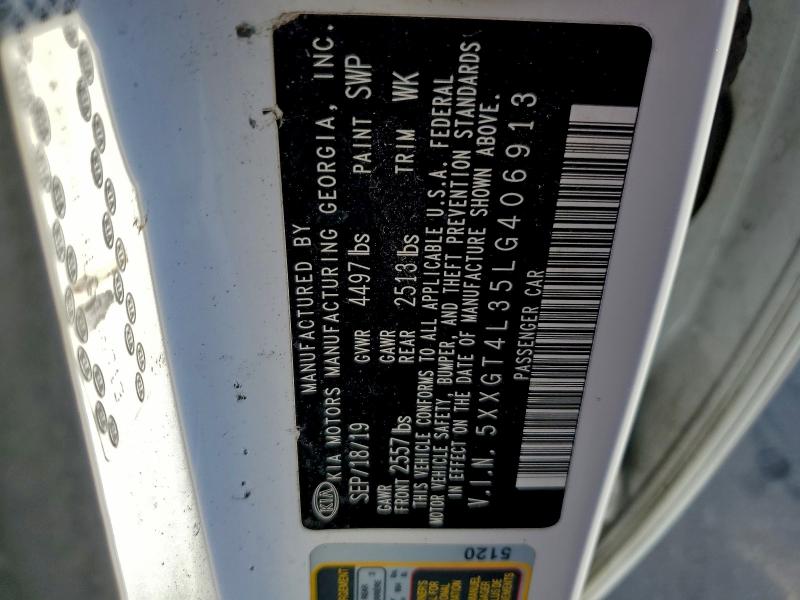 MANUFACTURED BY
KIA KIA MOTORS MANUFACTURING GEORGIA, INC.
SEP/18/19 GVWR 4497lbs PAINT SWP
GAWR FRONT 2557lbs GAWR REAR 2513lbs TRIM WK
THIS VEHICLE CONFORMS TO ALL APPLICABLE U.S.A. FEDERAL
MOTOR VEHICLE SAFETY, BUMPER, AND THEFT PREVENTION STANDARDS
IN EFFECT ON THE DATE OF MANUFACTURE SHOWN ABOVE.
V.I.N. 5XXGT4L35LG406913
PASSENGER CAR
5120